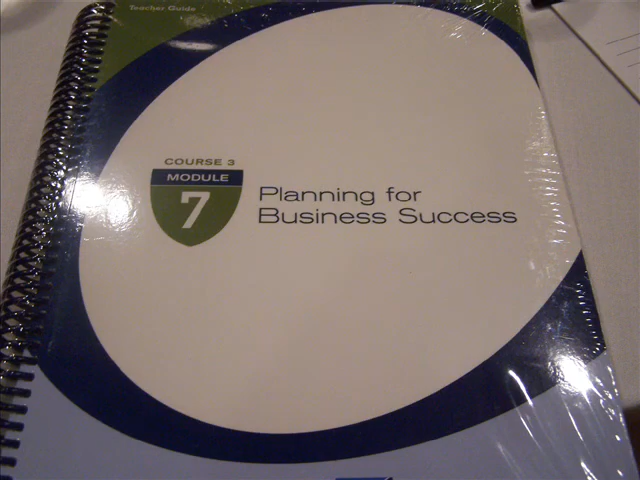 Teacher Guide
COURSE 3
MODULE
7
Planning for
Business Success